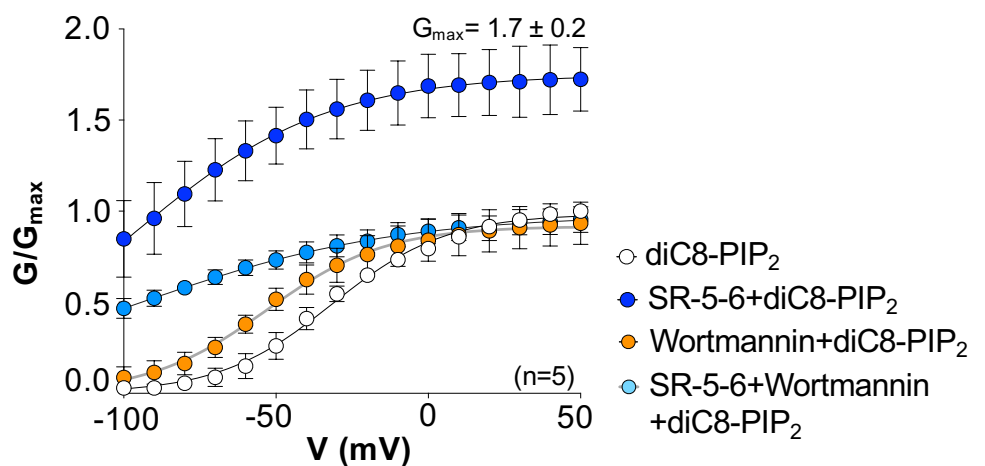 G/Gmax
2.0
1.5
1.0
0.5
0.0
Gmax= 1.7 ± 0.2
(n=5)
-100
-50
0
50
V (mV)
diC8-PIP2
SR-5-6+diC8-PIP2
Wortmannin+diC8-PIP2
SR-5-6+Wortmannin
+diC8-PIP2